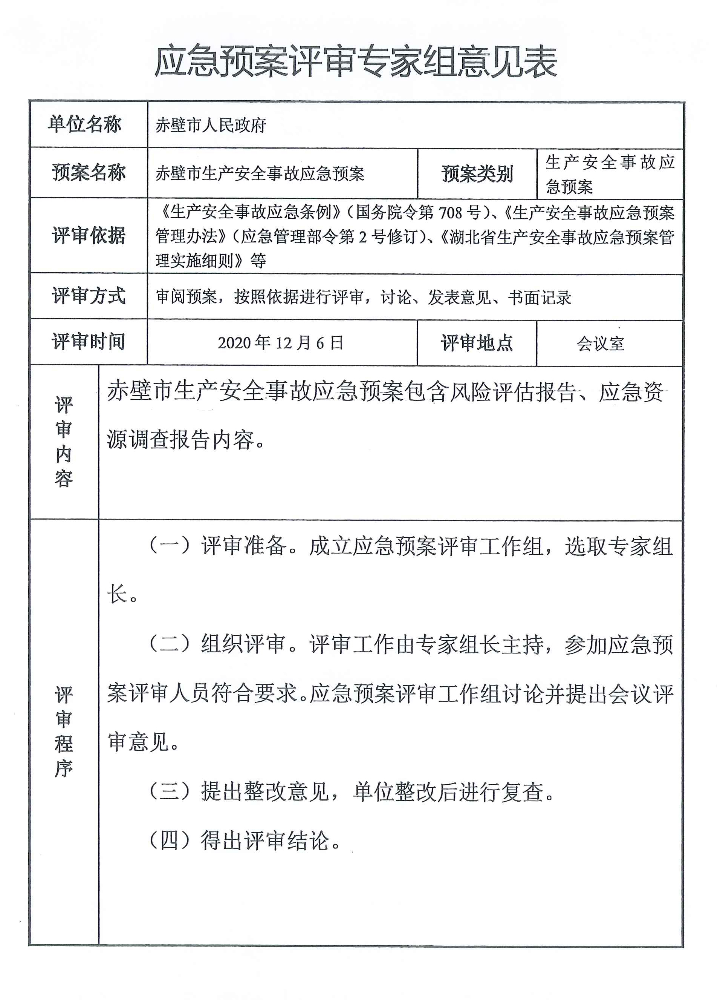 应急预案评审专家组意见表
单位名称 赤壁市人民政府
预案名称 赤壁市生产安全事故应急预案 预案类别 生产安全事故应
急预案
评审依据
《生产安全事故应急条例》（国务院令第 708 号）、《生产安全事故应急预案
管理办法》（应急管理部令第 2 号修订）、《湖北省生产安全事故应急预案管
理实施细则》等
评审方式 审阅预案，按照依据进行评审，讨论、发表意见、书面记录
评审时间 2020 年 12 月 6 日 评审地点 会议室
评
审
内
容
赤壁市生产安全事故应急预案包含风险评估报告、应急资
源调查报告内容。
评
审
程
序
（一）评审准备。成立应急预案评审工作组，选取专家组
长。
（二）组织评审。评审工作由专家组长主持，参加应急预
案评审人员符合要求。应急预案评审工作组讨论并提出会议评
审意见。
（三）提出整改意见，单位整改后进行复查。
（四）得出评审结论。